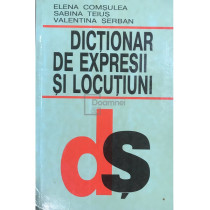 ELENA COMȘULEA
SABINA TEIUȘ
VALENTINA ȘERBAN
DICȚIONAR
DE EXPRESII
ȘI LOCUȚIUNI
Doamnei
dș